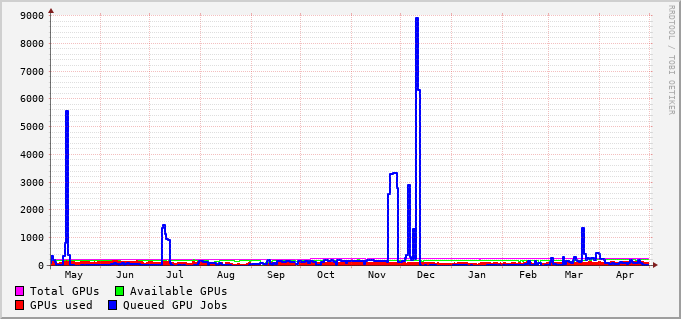 9000
8000
7000
6000
5000
4000
3000
2000
1000
0
May Jun Jul Aug Sep Oct Nov Dec Jan Feb Mar Apr
Total GPUs Available GPUs
GPUs used Queued GPU Jobs
RRDTOOL / TOBI OETIKER